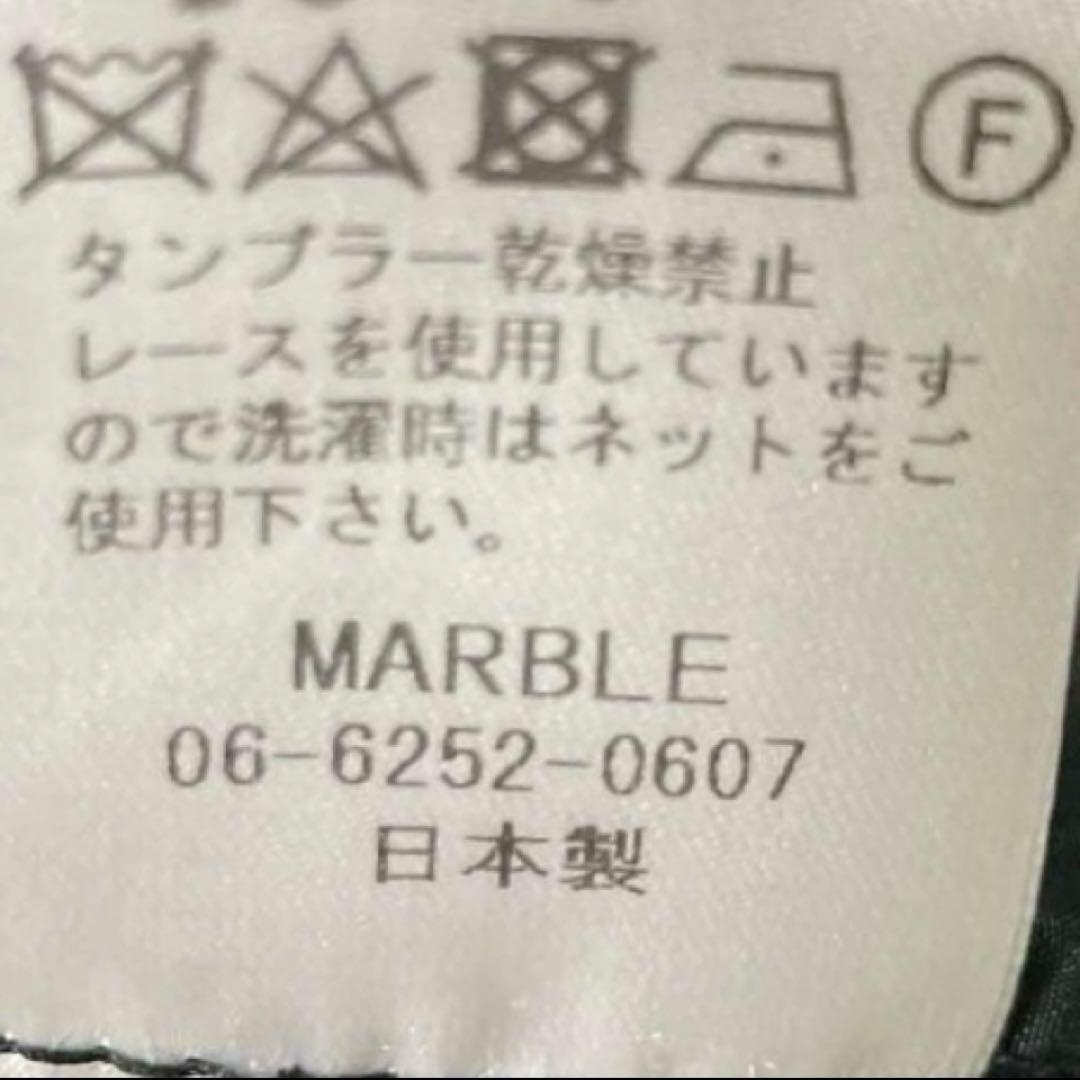 F
タンブラー乾燥禁止
レースを使用しています
ので洗濯時はネットをご
使用下さい。
MARBLE
06-6252-0607
日本製